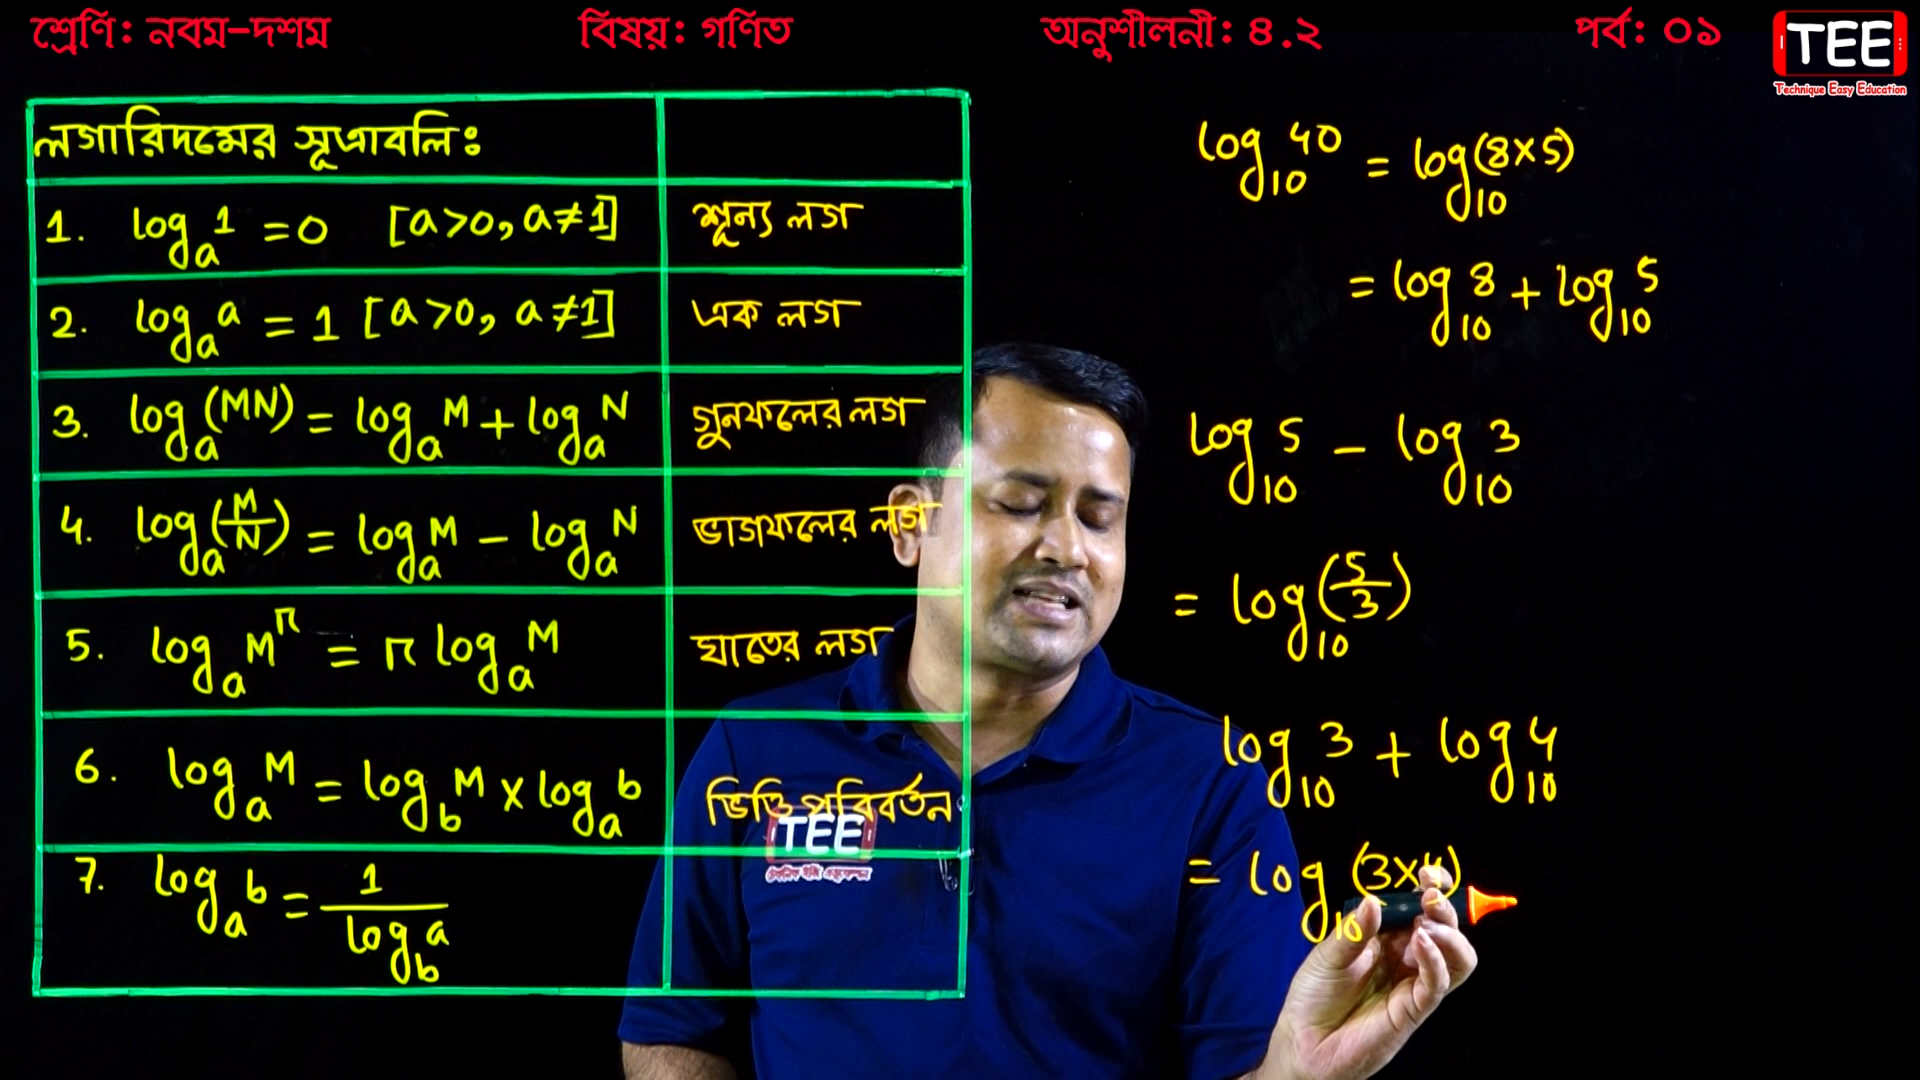 শ্রেণি: নবম-দশম বিষয়: গণিত অনুশীলনী: ৪.২ পর্ব: ০১
TEE
Technique Easy Education
লগারিদমের সূত্রাবলি:
1. log_a 1 = 0 [a>0, a≠1] শূন্য লগ
2. log_a a = 1 [a>0, a≠1] এক লগ
3. log_a (MN) = log_a M + log_a N গুনফলের লগ
4. log_a (M/N) = log_a M − log_a N ভাগফলের লগ
5. log_a M^r = r log_a M ঘাতের লগ
6. log_a M = log_b M × log_a b ভিত্তি পরিবর্তন
7. log_a b = 1/log_b a
log_10 40 = log_10 (8×5)
= log_10 8 + log_10 5
log_10 5 − log_10 3
= log_10 (5/3)
log_10 3 + log_10 4
= log_10 (3×4)
TEE